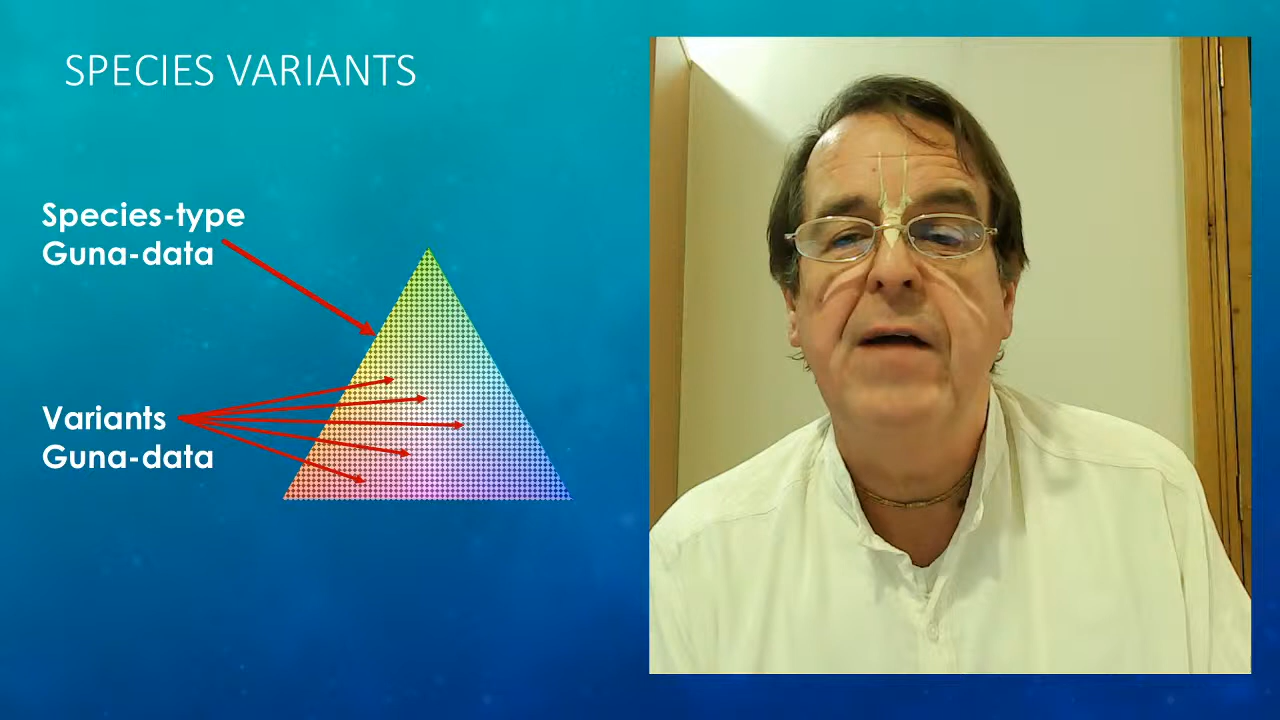 SPECIES VARIANTS
Species-type
Guna-data
Variants
Guna-data